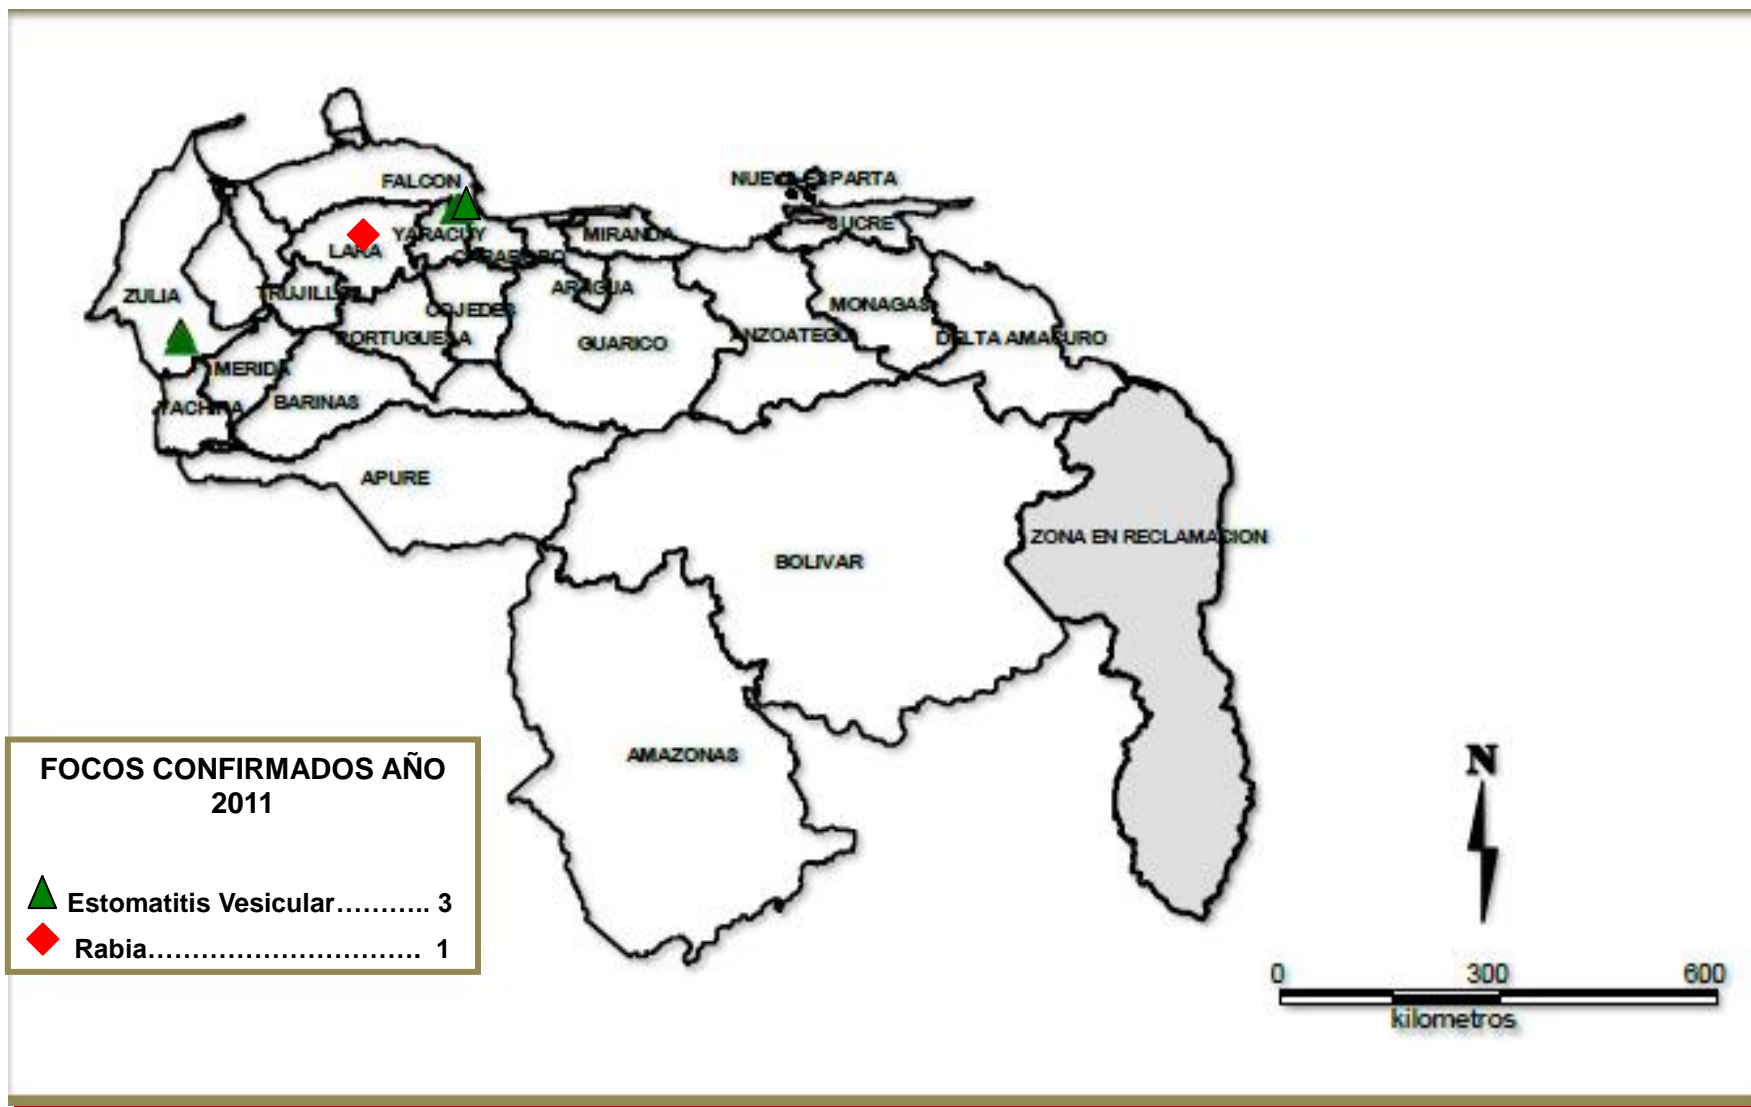 FALCON
NUEVA ESPARTA
YARACUY
MIRANDA
SUCRE
LARA
CARABOBO
ZULIA
TRUJILLO
ARAGUA
COJEDES
MONAGAS
PORTUGUESA
GUARICO
ANZOATEGUI
DELTA AMACURO
MERIDA
TACHIRA
BARINAS
APURE
ZONA EN RECLAMACION
BOLIVAR
AMAZONAS
FOCOS CONFIRMADOS AÑO
2011
Estomatitis Vesicular……….. 3
Rabia…………………………. 1
N
0 300 600
kilometros